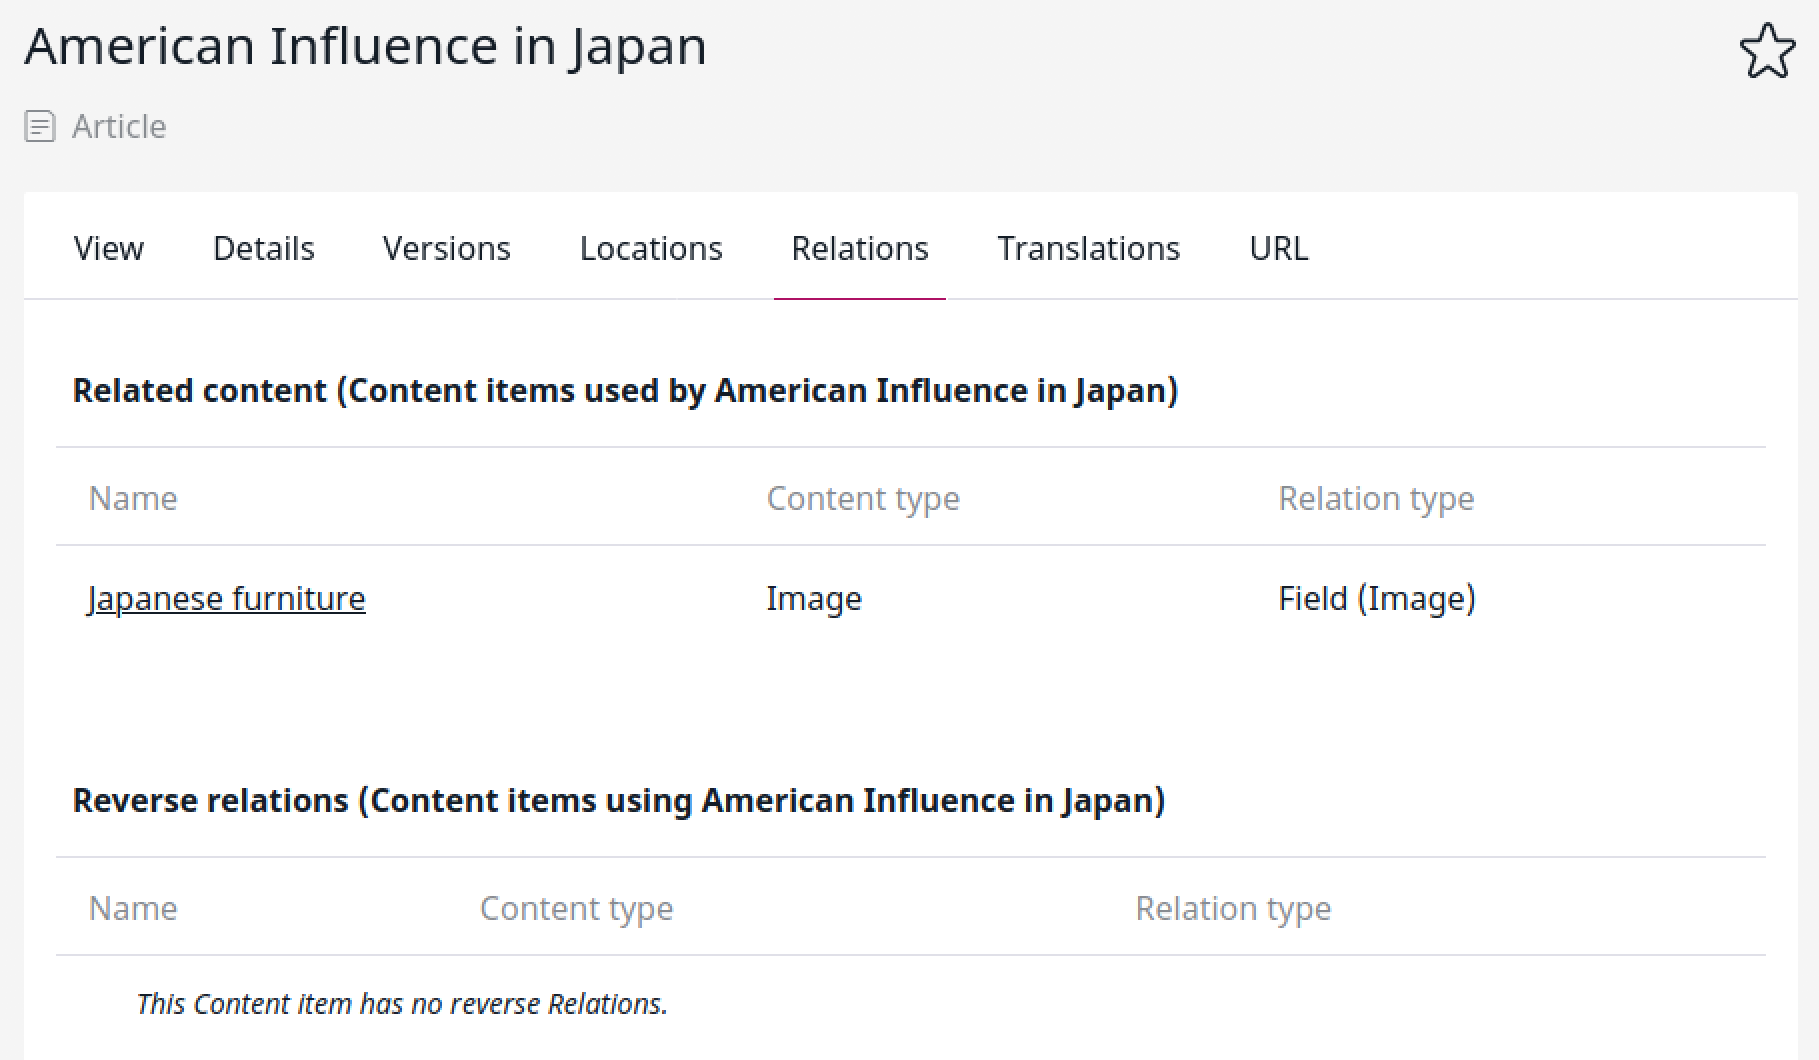 American Influence in Japan
Article
View Details Versions Locations Relations Translations URL
Related content (Content items used by American Influence in Japan)
Name Content type Relation type
Japanese furniture Image Field (Image)
Reverse relations (Content items using American Influence in Japan)
Name Content type Relation type
This Content item has no reverse Relations.